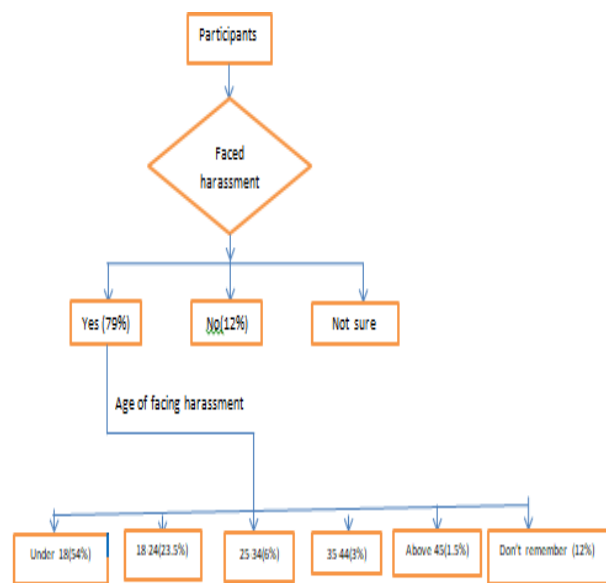 Participants
Faced
harassment
Yes (79%)
No(12%)
Not sure
Age of facing harassment
Under 18(54%)
18 24(23.5%)
25 34(6%)
35 44(3%)
Above 45(1.5%)
Don't remember (12%)